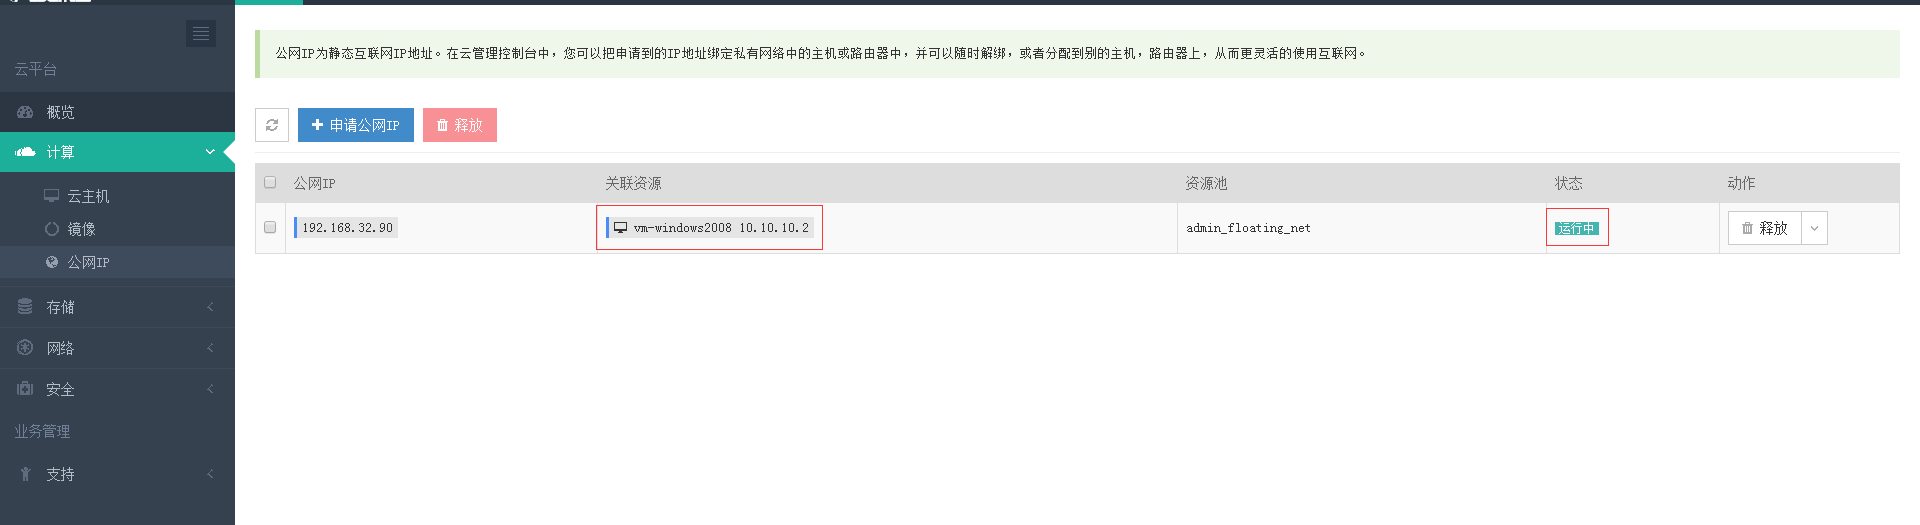 云平台
概览
计算
云主机
镜像
公网IP
存储
网络
安全
业务管理
支持
公网IP为静态互联网IP地址。在云管理控制台中，您可以把申请到的IP地址绑定私有网络中的主机或路由器中，并可以随时解绑，或者分配到别的主机，路由器上，从而更灵活的使用互联网。
申请公网IP 释放
公网IP 关联资源 资源池 状态 动作
192.168.32.90 vm-windows2008 10.10.10.2 admin_floating_net 运行中 释放